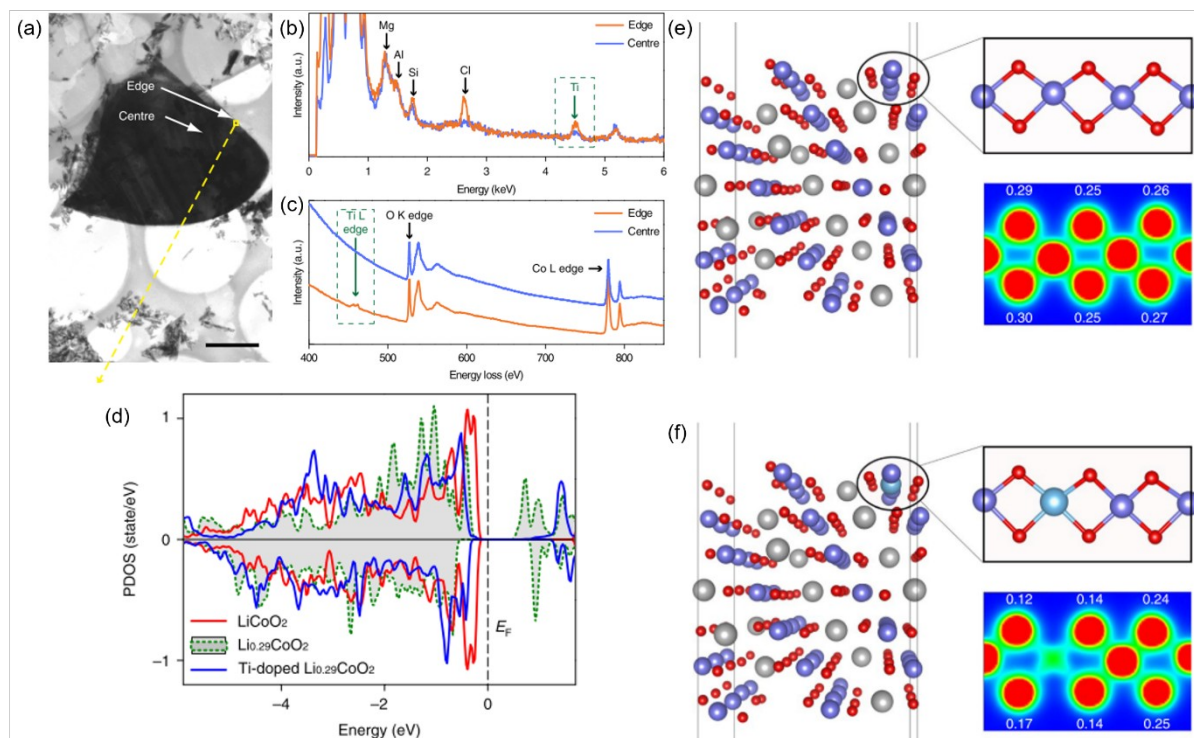 (a)
Edge
Centre
(b)
Intensity (a.u.)
Mg
Al
Si
Cl
Ti
Edge
Centre
0 1 2 3 4 5 6
Energy (keV)
(c)
Intensity (a.u.)
Ti L
edge
O K edge
Co L edge
Edge
Centre
400 500 600 700 800
Energy loss (eV)
(d)
PDOS (state/eV)
1
0
−1
LiCoO₂
Li₀.₂₉CoO₂
Ti-doped Li₀.₂₉CoO₂
E_F
−4 −2 0
Energy (eV)
(e)
0.29 0.25 0.26
0.30 0.25 0.27
(f)
0.12 0.14 0.24
0.17 0.14 0.25